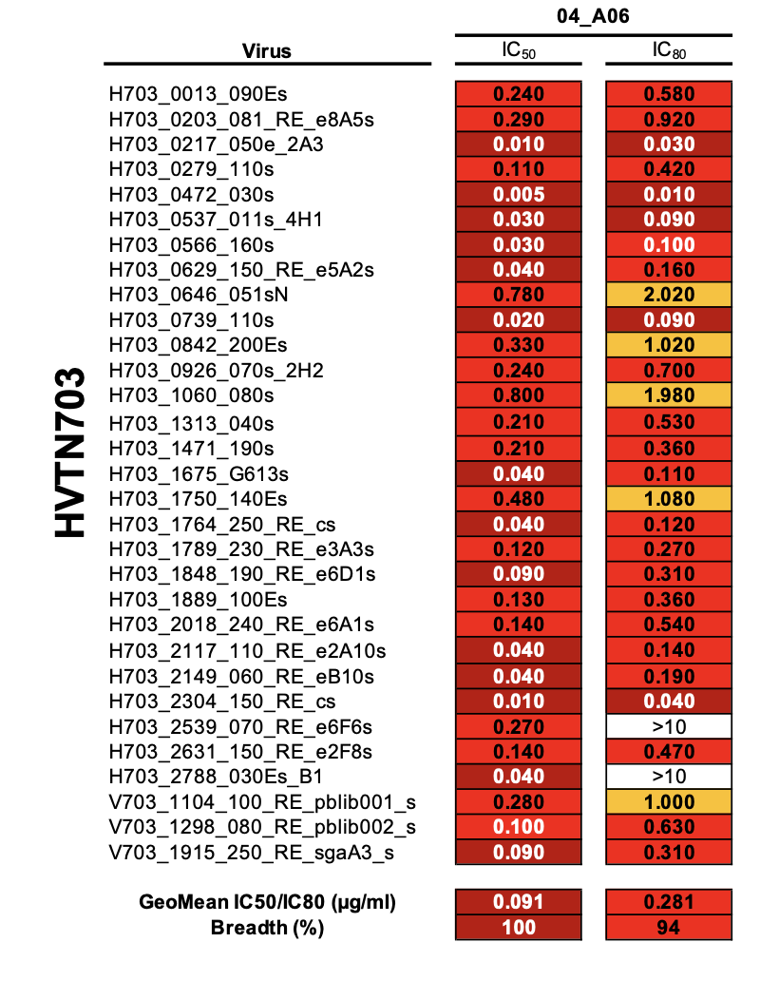 04_A06
Virus IC50 IC80
HVTN703
H703_0013_090Es 0.240 0.580
H703_0203_081_RE_e8A5s 0.290 0.920
H703_0217_050e_2A3 0.010 0.030
H703_0279_110s 0.110 0.420
H703_0472_030s 0.005 0.010
H703_0537_011s_4H1 0.030 0.090
H703_0566_160s 0.030 0.100
H703_0629_150_RE_e5A2s 0.040 0.160
H703_0646_051sN 0.780 2.020
H703_0739_110s 0.020 0.090
H703_0842_200Es 0.330 1.020
H703_0926_070s_2H2 0.240 0.700
H703_1060_080s 0.800 1.980
H703_1313_040s 0.210 0.530
H703_1471_190s 0.210 0.360
H703_1675_G613s 0.040 0.110
H703_1750_140Es 0.480 1.080
H703_1764_250_RE_cs 0.040 0.120
H703_1789_230_RE_e3A3s 0.120 0.270
H703_1848_190_RE_e6D1s 0.090 0.310
H703_1889_100Es 0.130 0.360
H703_2018_240_RE_e6A1s 0.140 0.540
H703_2117_110_RE_e2A10s 0.040 0.140
H703_2149_060_RE_eB10s 0.040 0.190
H703_2304_150_RE_cs 0.010 0.040
H703_2539_070_RE_e6F6s 0.270 >10
H703_2631_150_RE_e2F8s 0.140 0.470
H703_2788_030Es_B1 0.040 >10
V703_1104_100_RE_pblib001_s 0.280 1.000
V703_1298_080_RE_pblib002_s 0.100 0.630
V703_1915_250_RE_sgaA3_s 0.090 0.310
GeoMean IC50/IC80 (µg/ml) 0.091 0.281
Breadth (%) 100 94